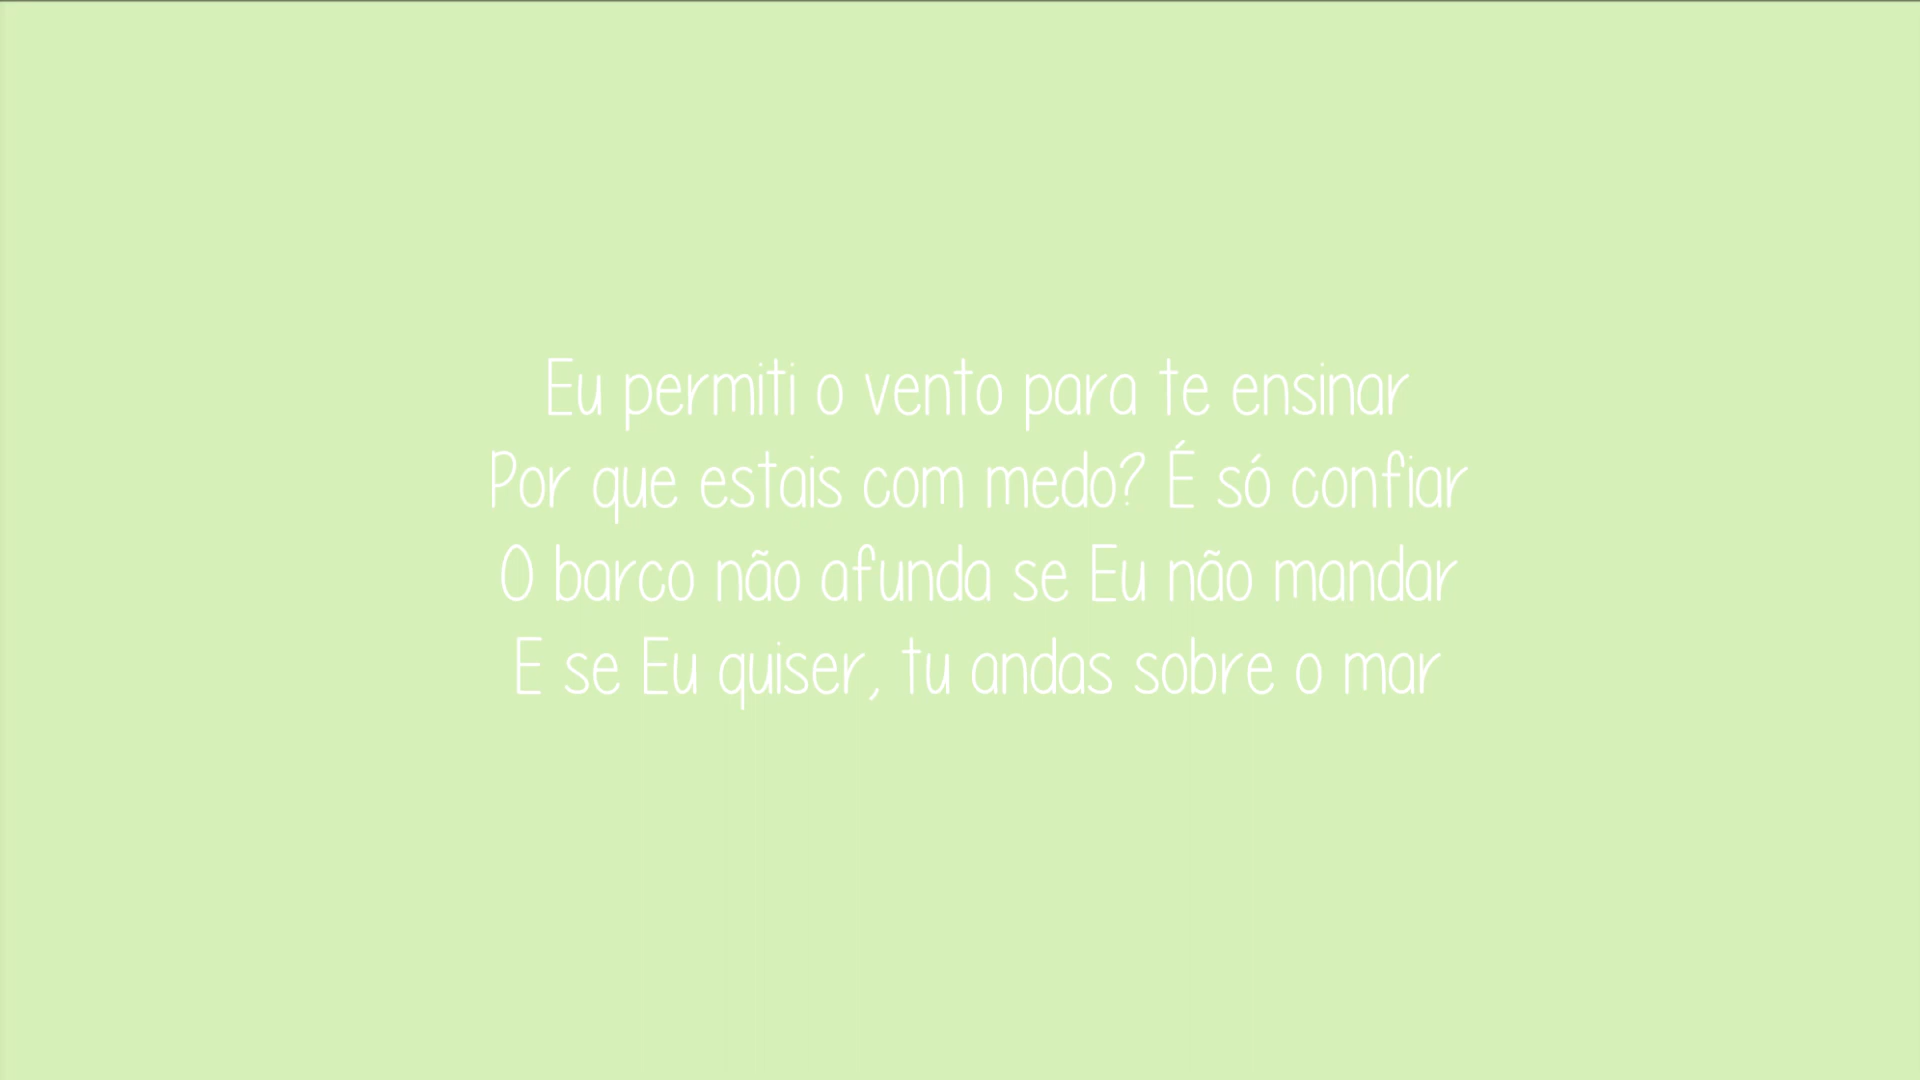 Eu permiti o vento para te ensinar
Por que estais com medo? É só confiar
O barco não afunda se Eu não mandar
E se Eu quiser, tu andas sobre o mar